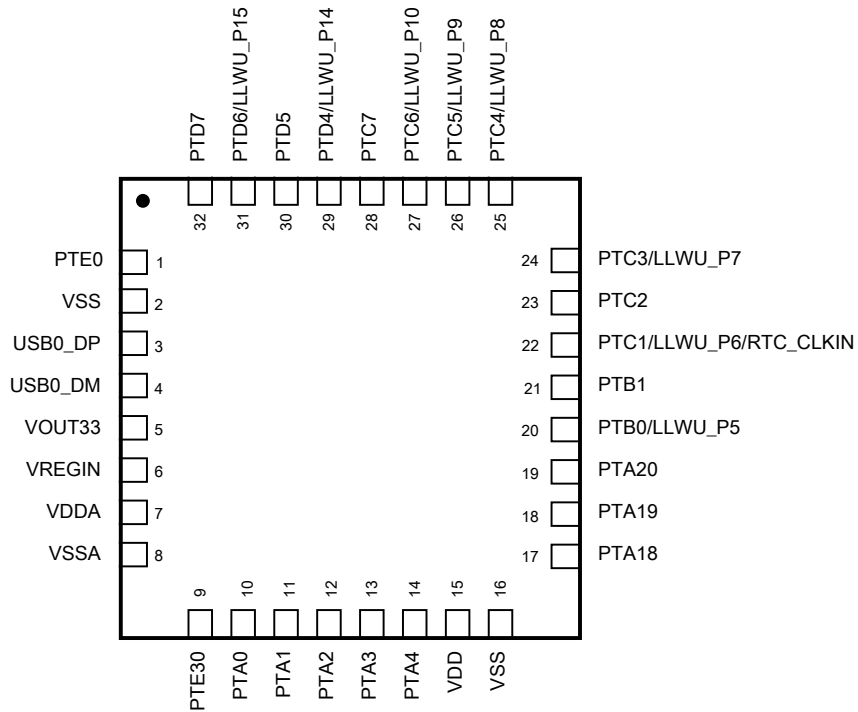 PTD7
PTD6/LLWU_P15
PTD5
PTD4/LLWU_P14
PTC7
PTC6/LLWU_P10
PTC5/LLWU_P9
PTC4/LLWU_P8
32
31
30
29
28
27
26
25
PTE0 1
VSS 2
USB0_DP 3
USB0_DM 4
VOUT33 5
VREGIN 6
VDDA 7
VSSA 8
24 PTC3/LLWU_P7
23 PTC2
22 PTC1/LLWU_P6/RTC_CLKIN
21 PTB1
20 PTB0/LLWU_P5
19 PTA20
18 PTA19
17 PTA18
9
10
11
12
13
14
15
16
PTE30
PTA0
PTA1
PTA2
PTA3
PTA4
VDD
VSS